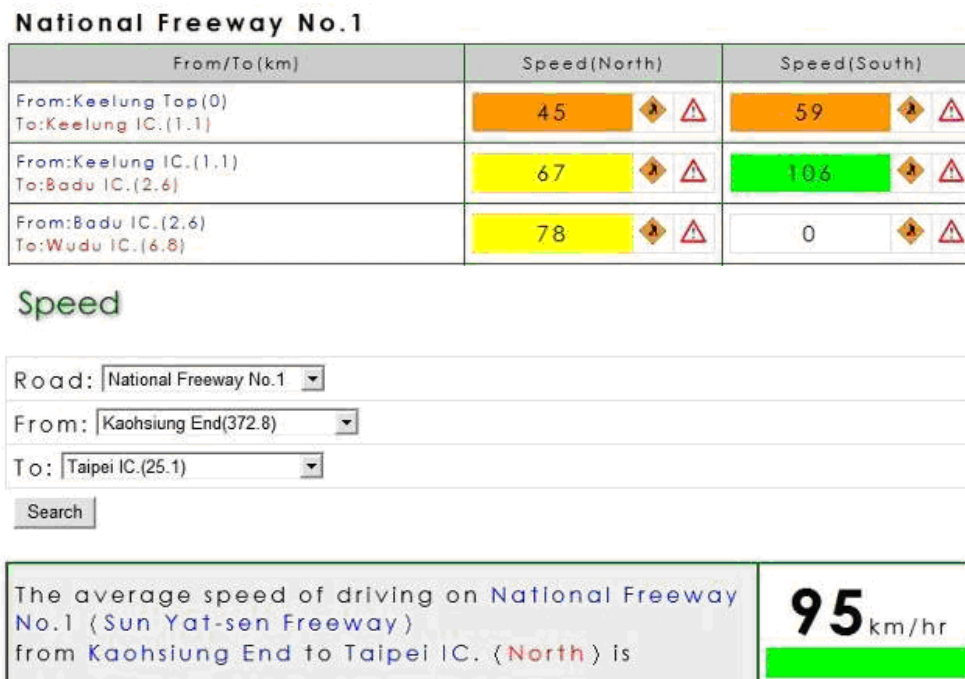 National Freeway No.1
From/To(km) Speed(North) Speed(South)
From:Keelung Top(0)
To:Keelung IC.(1.1)
45 59
From:Keelung IC.(1.1)
To:Badu IC.(2.6)
67 106
From:Badu IC.(2.6)
To:Wudu IC.(6.8)
78 0
Speed
Road: National Freeway No.1
From: Kaohsiung End(372.8)
To: Taipei IC.(25.1)
Search
The average speed of driving on National Freeway
No.1 (Sun Yat-sen Freeway)
from Kaohsiung End to Taipei IC. (North) is
95 km/hr